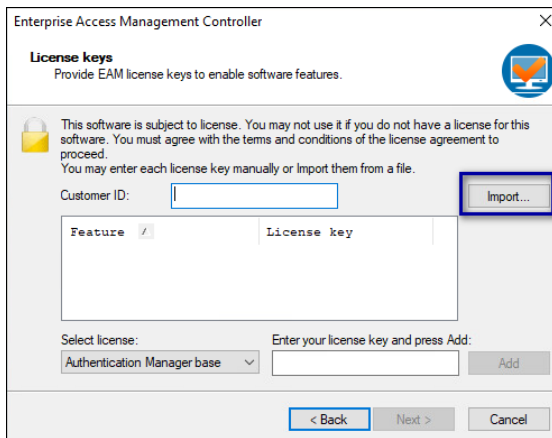 Enterprise Access Management Controller
License keys
Provide EAM license keys to enable software features.
This software is subject to license. You may not use it if you do not have a license for this
software. You must agree with the terms and conditions of the license agreement to
proceed.
You may enter each license key manually or Import them from a file.
Customer ID:
Import...
Feature / License key
Select license:
Enter your license key and press Add:
Authentication Manager base
Add
< Back
Next >
Cancel